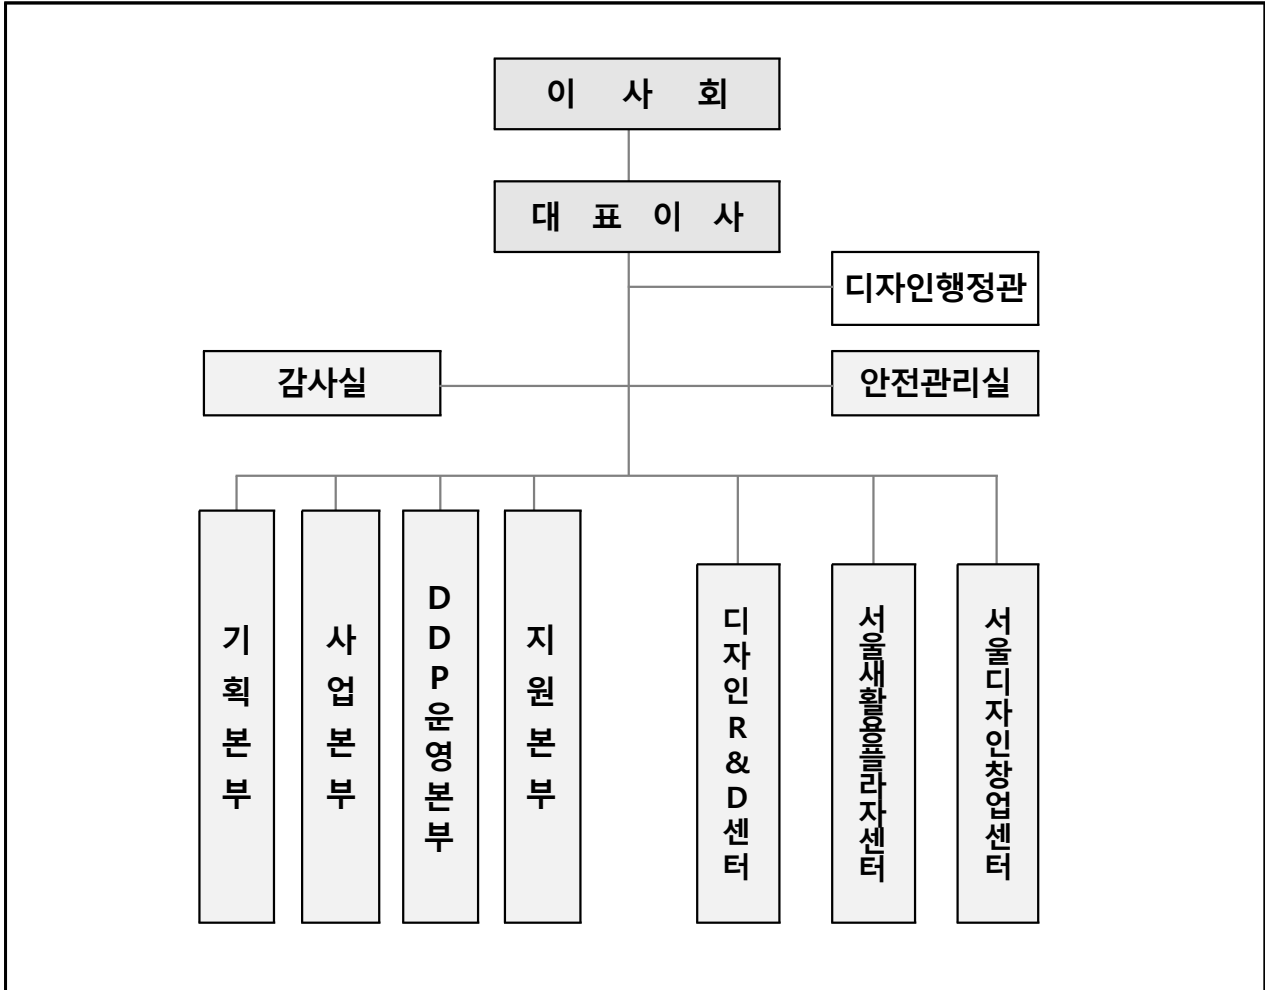 이 사 회
대 표 이 사
디자인행정관
감사실
안전관리실
기획본부
사업본부
DDP운영본부
지원본부
디자인R&D센터
서울새활용플라자센터
서울디자인창업센터